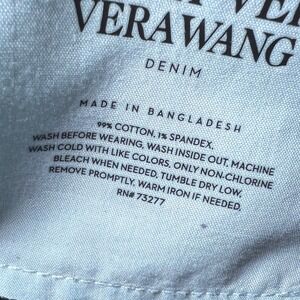 VERA WANG
DENIM
MADE IN BANGLADESH
99% COTTON, 1% SPANDEX.
WASH BEFORE WEARING, WASH INSIDE OUT, MACHINE
WASH COLD WITH LIKE COLORS. ONLY NON-CHLORINE
BLEACH WHEN NEEDED, TUMBLE DRY LOW.
REMOVE PROMPTLY. WARM IRON IF NEEDED.
RN# 73277